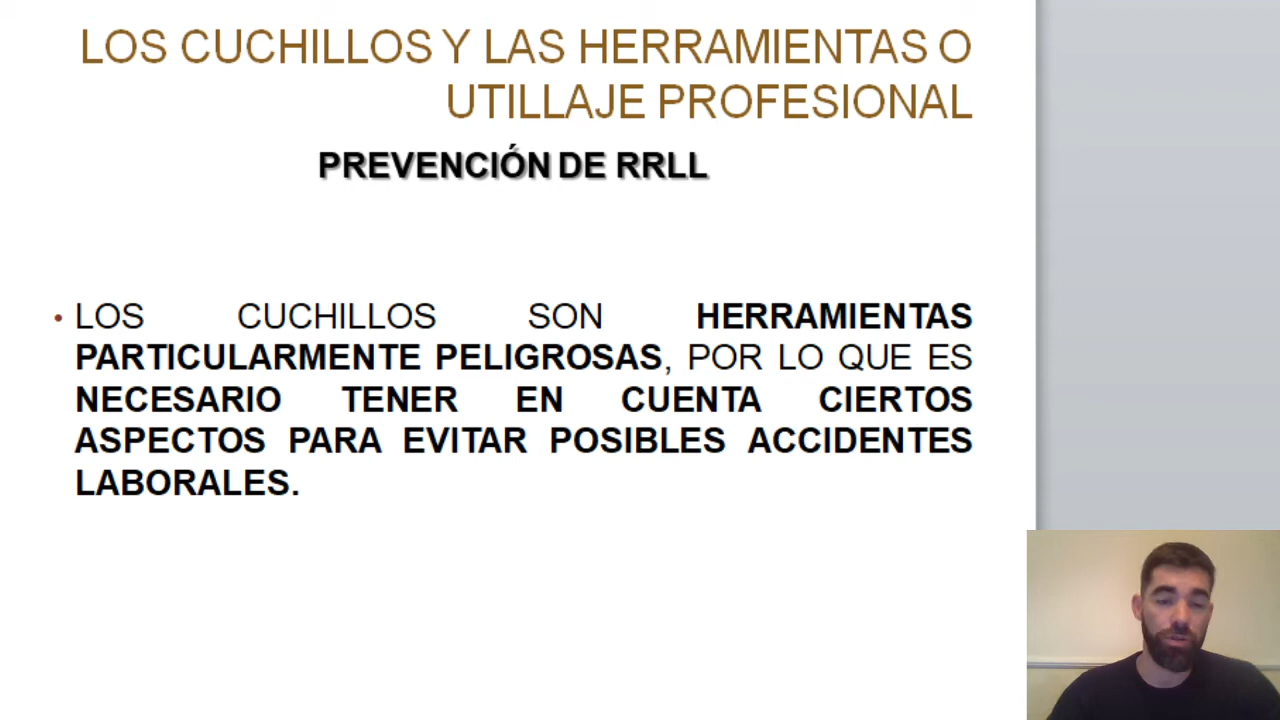 LOS CUCHILLOS Y LAS HERRAMIENTAS O
UTILLAJE PROFESIONAL
PREVENCIÓN DE RRLL
• LOS CUCHILLOS SON HERRAMIENTAS
PARTICULARMENTE PELIGROSAS, POR LO QUE ES
NECESARIO TENER EN CUENTA CIERTOS
ASPECTOS PARA EVITAR POSIBLES ACCIDENTES
LABORALES.